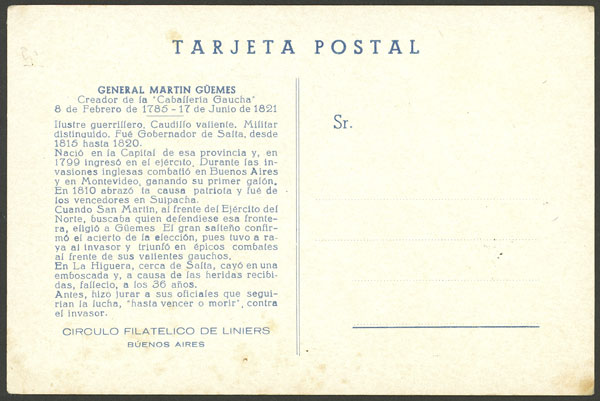 TARJETA POSTAL
GENERAL MARTIN GÜEMES
Creador de la "Caballeria Gaucha"
8 de Febrero de 1785 - 17 de Junio de 1821
Ilustre guerrillero, Caudillo valiente. Militar
distinguido. Fué Gobernador de Salta, desde
1815 hasta 1820.
Nació en la Capital de esa provincia y, en
1799 ingresó en el ejército, Durante las in-
vasiones inglesas combatió en Buenos Aires
y en Montevideo, ganando su primer galón.
En 1810 abrazó la causa patriota y fué de
los vencedores en Suipacha.
Cuando San Martin, al frente del Ejército del
Norte, buscaba quien defendiese esa fronte-
ra, eligió a Güemes El gran salteño confir-
mó el acierto de la elección, pues tuvo a ra-
ya al invasor y triunfó en épicos combates
al frente de sus valientes gauchos.
En La Higuera, cerca de Salta, cayó en una
emboscada y, a causa de las heridas recibi-
das, fallecio, a los 36 años.
Antes, hizo jurar a sus oficiales que segui-
rian la lucha, "hasta vencer o morir", contra
el invasor.
CIRCULO FILATELICO DE LINIERS
BUENOS AIRES
Sr.